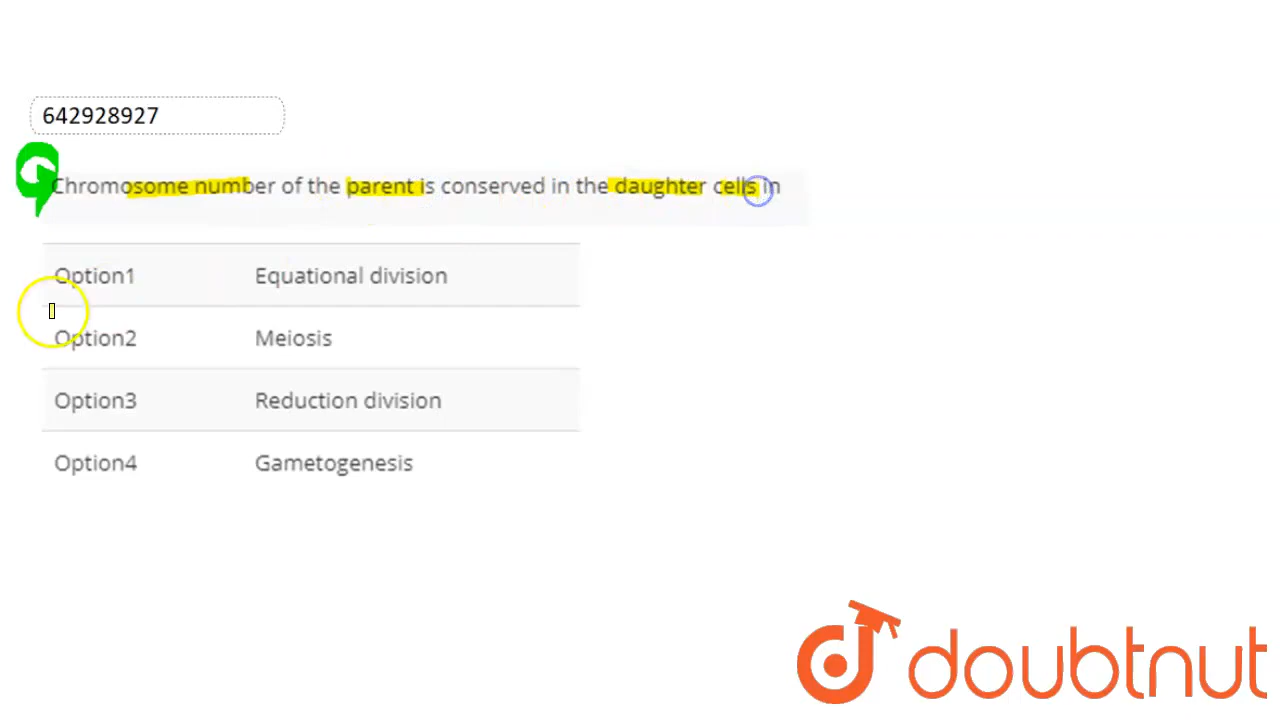 642928927
Chromosome number of the parent is conserved in the daughter cells in
Option1 Equational division
Option2 Meiosis
Option3 Reduction division
Option4 Gametogenesis
doubtnut